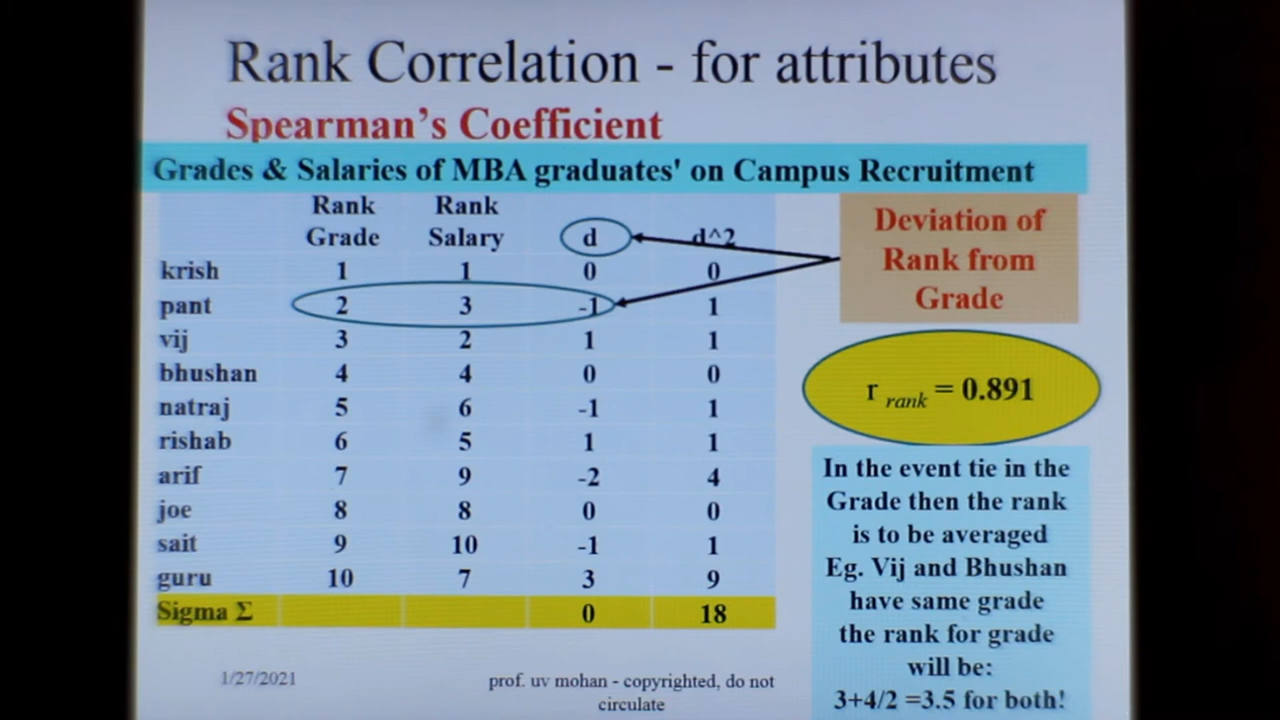 Rank Correlation - for attributes
Spearman's Coefficient
Grades & Salaries of MBA graduates' on Campus Recruitment
Rank Grade Rank Salary d d^2
krish 1 1 0 0
pant 2 3 -1 1
vij 3 2 1 1
bhushan 4 4 0 0
natraj 5 6 -1 1
rishab 6 5 1 1
arif 7 9 -2 4
joe 8 8 0 0
sait 9 10 -1 1
guru 10 7 3 9
Sigma Σ 0 18
Deviation of
Rank from
Grade
r rank = 0.891
In the event tie in the
Grade then the rank
is to be averaged
Eg. Vij and Bhushan
have same grade
the rank for grade
will be:
3+4/2 =3.5 for both!
1/27/2021
prof. uv mohan - copyrighted, do not
circulate